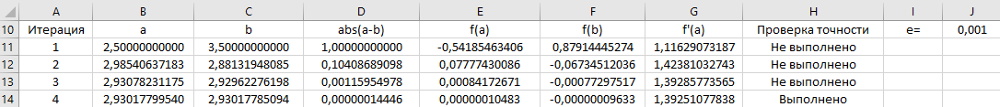 A B C D E F G H I J
10 Итерация a b abs(a-b) f(a) f(b) f'(a) Проверка точности e= 0,001
11 1 2,50000000000 3,50000000000 1,00000000000 -0,54185463406 0,87914445274 1,11629073187 Не выполнено
12 2 2,98540637183 2,88131948085 0,10408689098 0,07777430086 -0,06734512036 1,42381032743 Не выполнено
13 3 2,93078231175 2,92962276198 0,00115954978 0,00084172671 -0,00077297517 1,39285773565 Не выполнено
14 4 2,93017799540 2,93017785094 0,00000014446 0,00000010483 -0,00000009633 1,39251077838 Выполнено